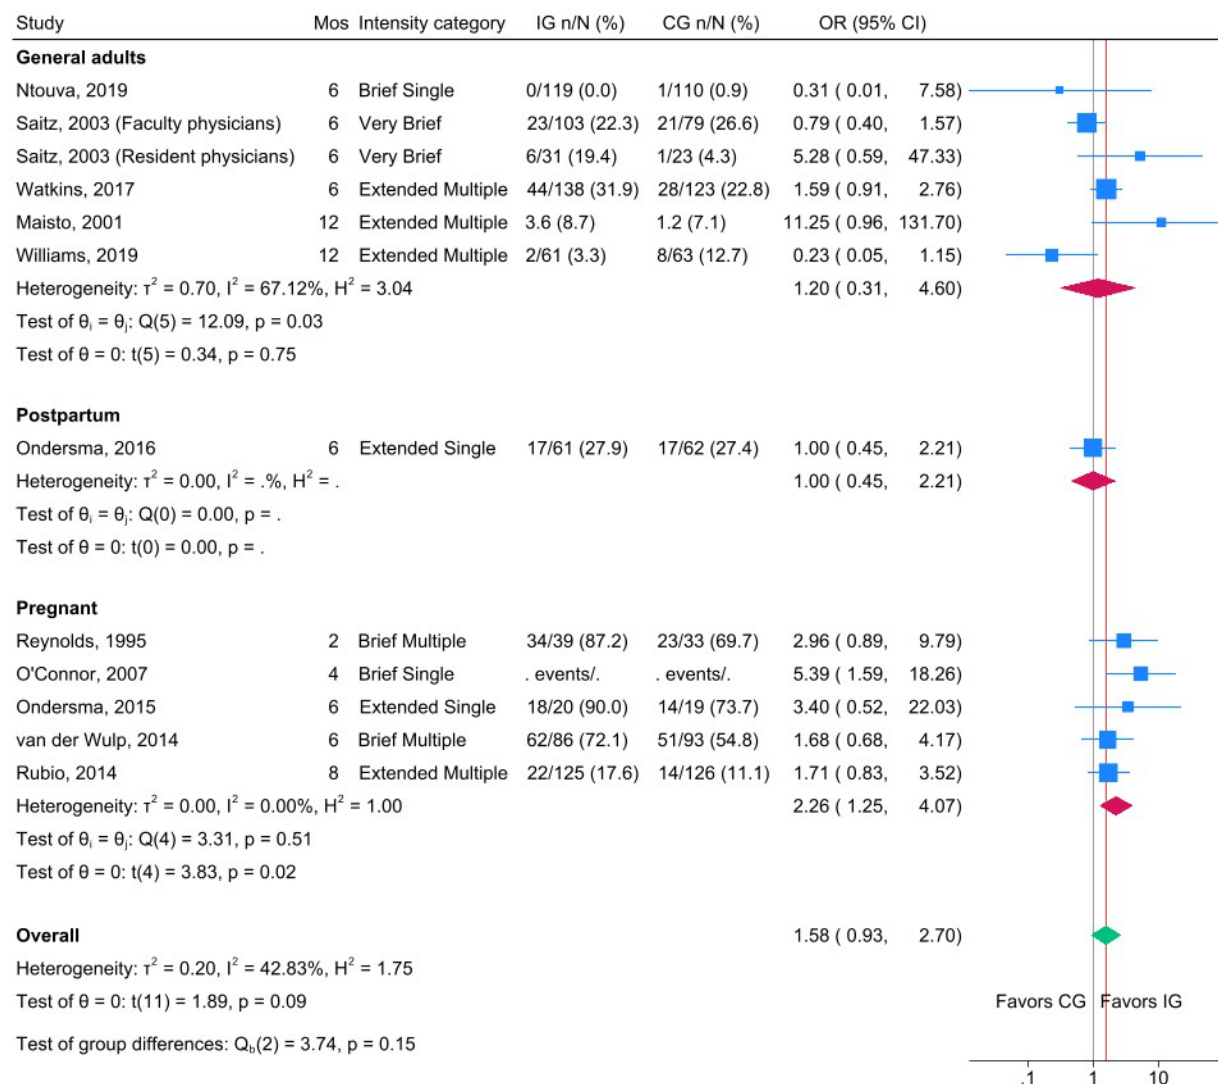 Study Mos Intensity category IG n/N (%) CG n/N (%) OR (95% CI)
General adults
Ntouva, 2019 6 Brief Single 0/119 (0.0) 1/110 (0.9) 0.31 ( 0.01, 7.58)
Saitz, 2003 (Faculty physicians) 6 Very Brief 23/103 (22.3) 21/79 (26.6) 0.79 ( 0.40, 1.57)
Saitz, 2003 (Resident physicians) 6 Very Brief 6/31 (19.4) 1/23 (4.3) 5.28 ( 0.59, 47.33)
Watkins, 2017 6 Extended Multiple 44/138 (31.9) 28/123 (22.8) 1.59 ( 0.91, 2.76)
Maisto, 2001 12 Extended Multiple 3.6 (8.7) 1.2 (7.1) 11.25 ( 0.96, 131.70)
Williams, 2019 12 Extended Multiple 2/61 (3.3) 8/63 (12.7) 0.23 ( 0.05, 1.15)
Heterogeneity: τ² = 0.70, I² = 67.12%, H² = 3.04 1.20 ( 0.31, 4.60)
Test of θᵢ = θⱼ: Q(5) = 12.09, p = 0.03
Test of θ = 0: t(5) = 0.34, p = 0.75
Postpartum
Ondersma, 2016 6 Extended Single 17/61 (27.9) 17/62 (27.4) 1.00 ( 0.45, 2.21)
Heterogeneity: τ² = 0.00, I² = .%, H² = . 1.00 ( 0.45, 2.21)
Test of θᵢ = θⱼ: Q(0) = 0.00, p = .
Test of θ = 0: t(0) = 0.00, p = .
Pregnant
Reynolds, 1995 2 Brief Multiple 34/39 (87.2) 23/33 (69.7) 2.96 ( 0.89, 9.79)
O'Connor, 2007 4 Brief Single . events/. . events/. 5.39 ( 1.59, 18.26)
Ondersma, 2015 6 Extended Single 18/20 (90.0) 14/19 (73.7) 3.40 ( 0.52, 22.03)
van der Wulp, 2014 6 Brief Multiple 62/86 (72.1) 51/93 (54.8) 1.68 ( 0.68, 4.17)
Rubio, 2014 8 Extended Multiple 22/125 (17.6) 14/126 (11.1) 1.71 ( 0.83, 3.52)
Heterogeneity: τ² = 0.00, I² = 0.00%, H² = 1.00 2.26 ( 1.25, 4.07)
Test of θᵢ = θⱼ: Q(4) = 3.31, p = 0.51
Test of θ = 0: t(4) = 3.83, p = 0.02
Overall 1.58 ( 0.93, 2.70)
Heterogeneity: τ² = 0.20, I² = 42.83%, H² = 1.75
Test of θ = 0: t(11) = 1.89, p = 0.09 Favors CG Favors IG
Test of group differences: Q_b(2) = 3.74, p = 0.15
.1 1 10